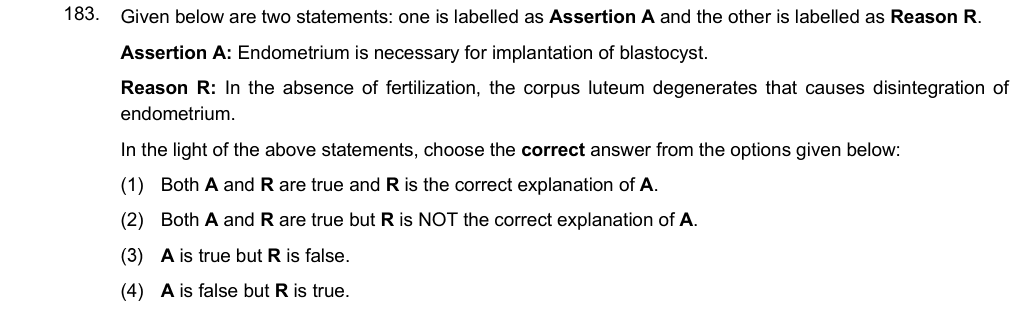 183. Given below are two statements: one is labelled as Assertion A and the other is labelled as Reason R.
Assertion A: Endometrium is necessary for implantation of blastocyst.
Reason R: In the absence of fertilization, the corpus luteum degenerates that causes disintegration of
endometrium.
In the light of the above statements, choose the correct answer from the options given below:
(1) Both A and R are true and R is the correct explanation of A.
(2) Both A and R are true but R is NOT the correct explanation of A.
(3) A is true but R is false.
(4) A is false but R is true.